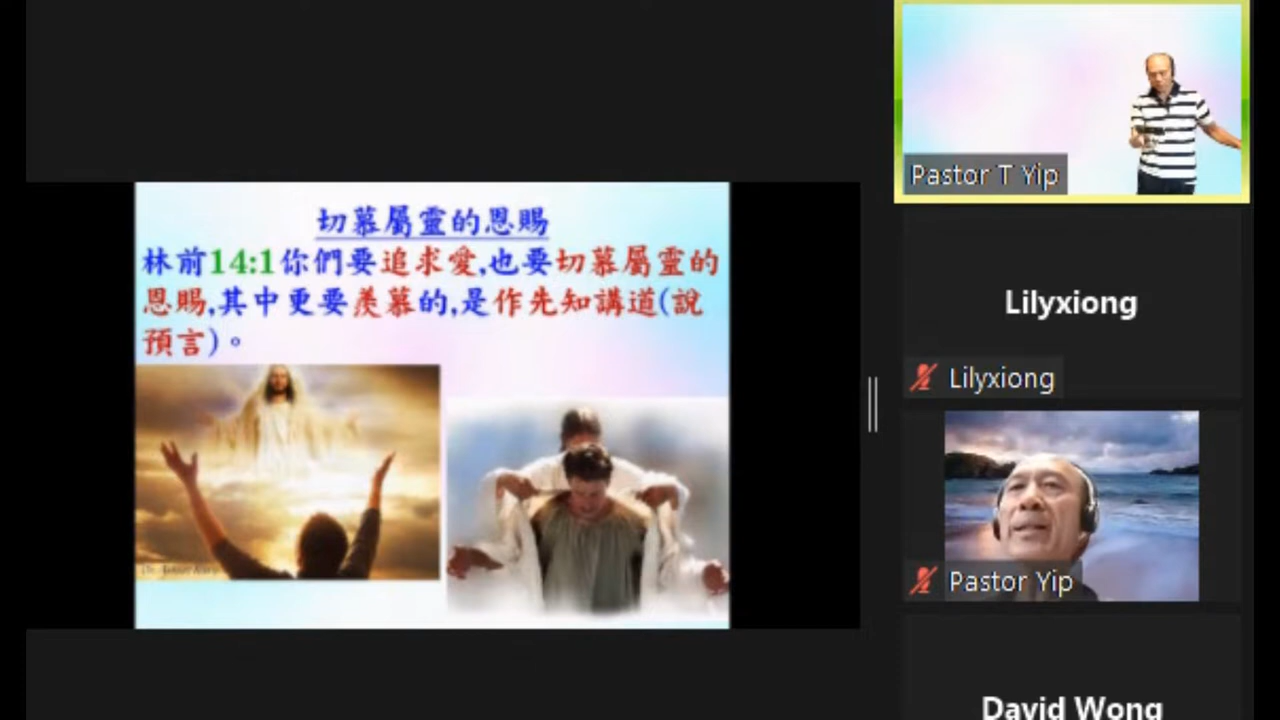 切慕屬靈的恩賜
林前14:1你們要追求愛,也要切慕屬靈的
恩賜,其中更要羨慕的,是作先知講道(說
預言)。
Pastor T Yip
Lilyxiong
Lilyxiong
Pastor Yip
David Wong